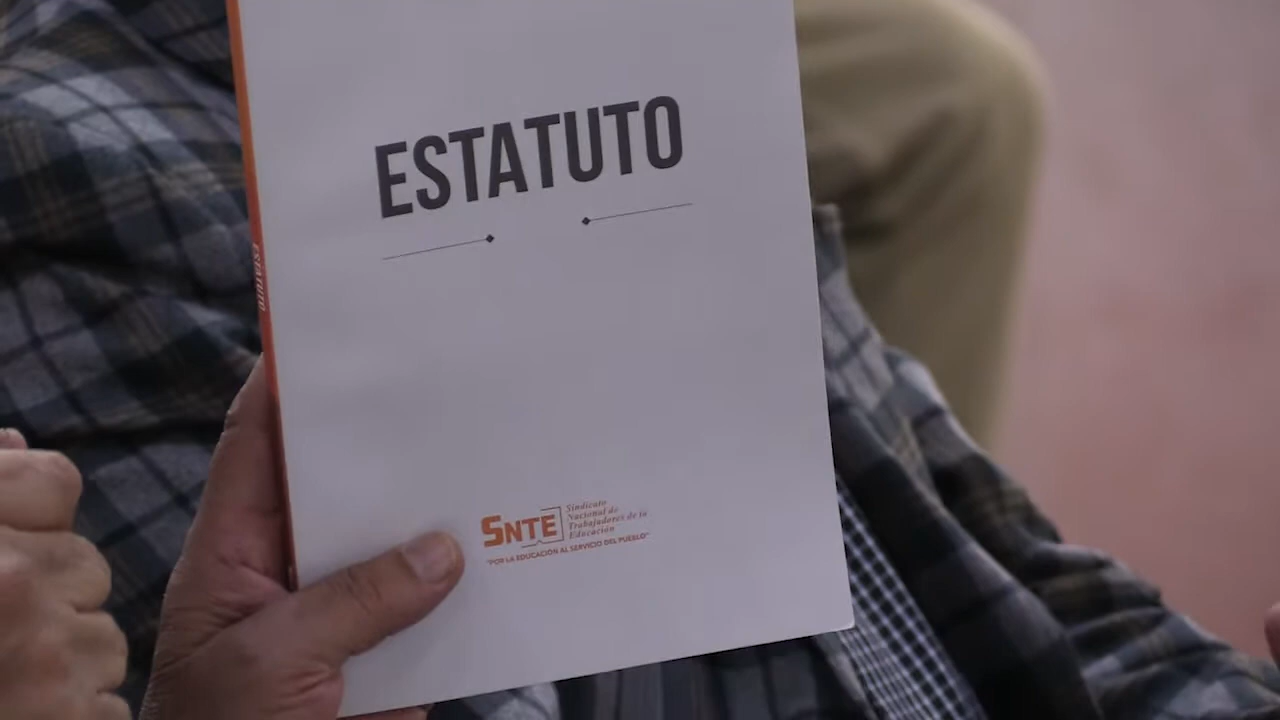 ESTATUTO
ESTATUTO
SNTE
Sindicato
Nacional de
Trabajadores de la
Educación
"POR LA EDUCACIÓN AL SERVICIO DEL PUEBLO"